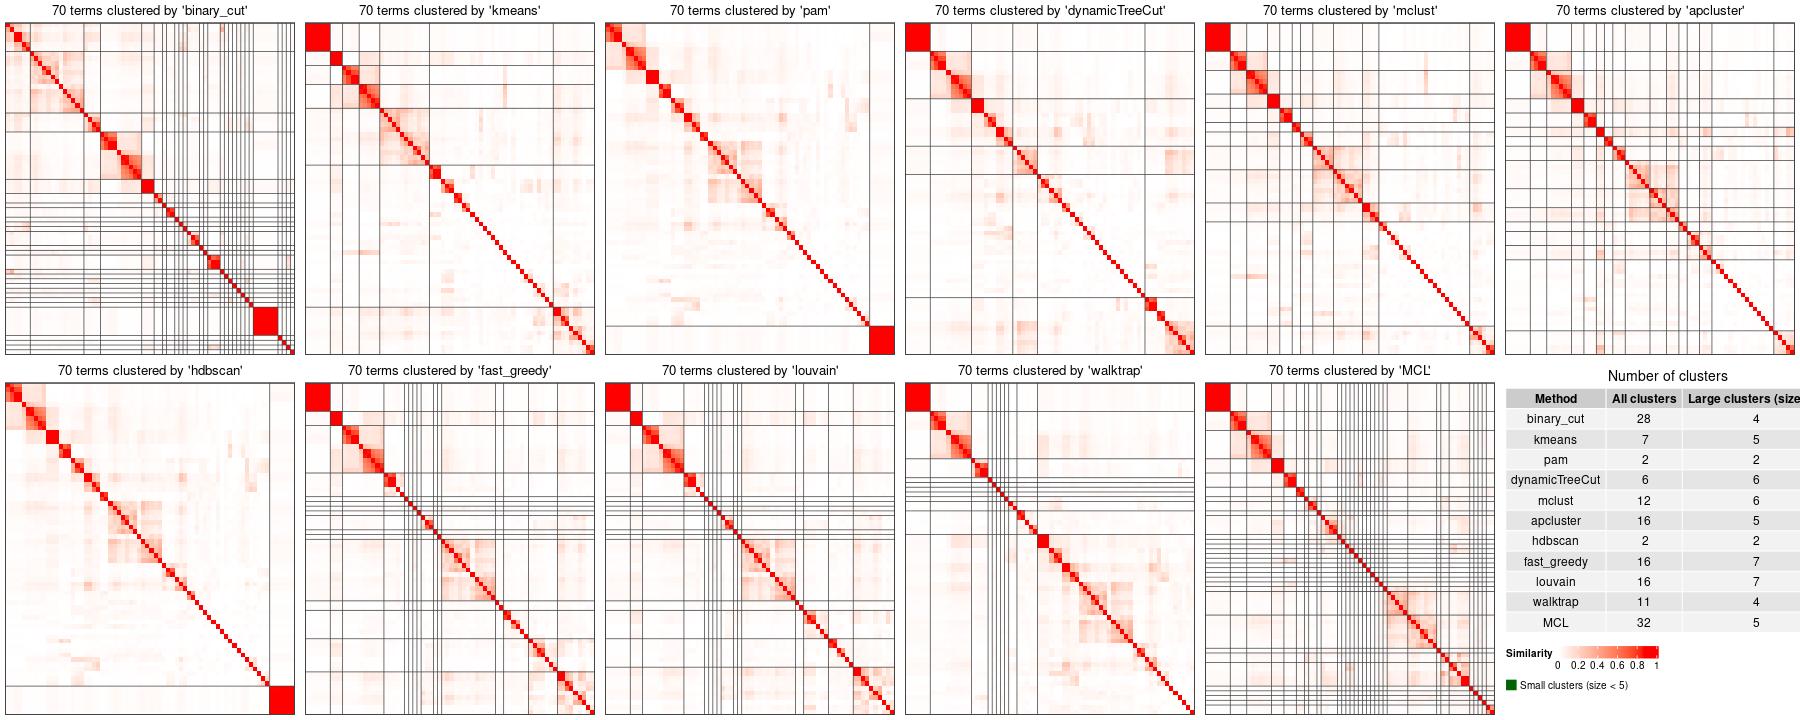 70 terms clustered by 'binary_cut'
70 terms clustered by 'kmeans'
70 terms clustered by 'pam'
70 terms clustered by 'dynamicTreeCut'
70 terms clustered by 'mclust'
70 terms clustered by 'apcluster'
70 terms clustered by 'hdbscan'
70 terms clustered by 'fast_greedy'
70 terms clustered by 'louvain'
70 terms clustered by 'walktrap'
70 terms clustered by 'MCL'
Number of clusters
Method All clusters Large clusters (size
binary_cut 28 4
kmeans 7 5
pam 2 2
dynamicTreeCut 6 6
mclust 12 6
apcluster 16 5
hdbscan 2 2
fast_greedy 16 7
louvain 16 7
walktrap 11 4
MCL 32 5
Similarity
0 0.2 0.4 0.6 0.8 1
Small clusters (size < 5)